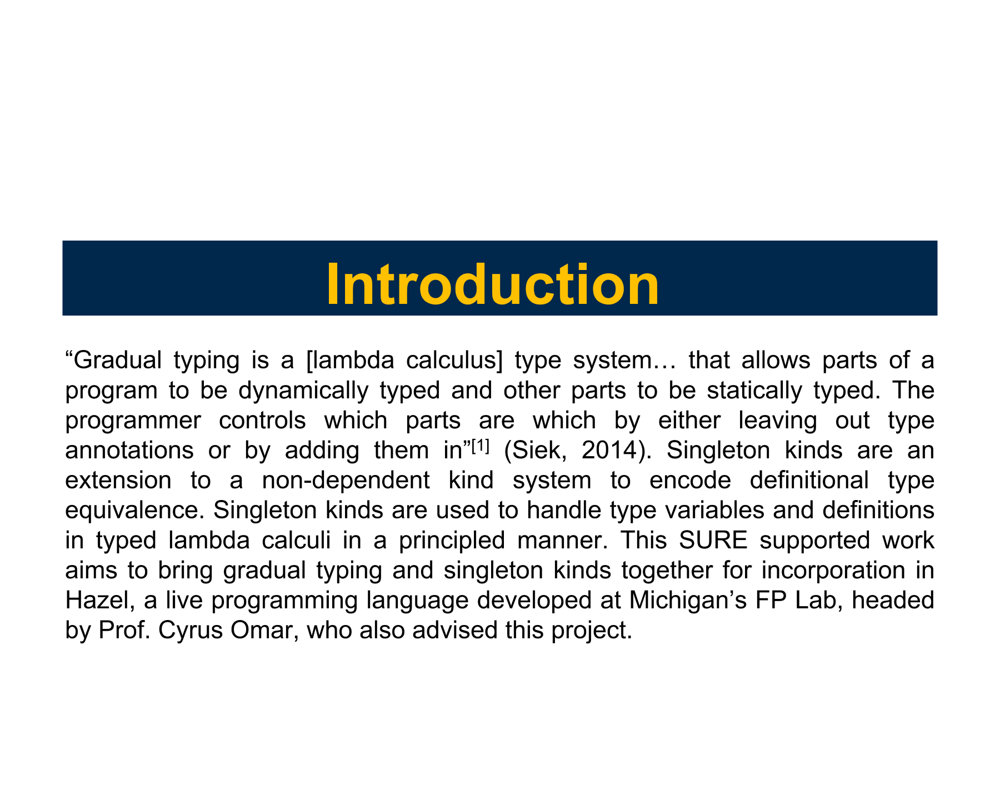 Introduction
“Gradual typing is a [lambda calculus] type system… that allows parts of a
program to be dynamically typed and other parts to be statically typed. The
programmer controls which parts are which by either leaving out type
annotations or by adding them in”[1] (Siek, 2014). Singleton kinds are an
extension to a non-dependent kind system to encode definitional type
equivalence. Singleton kinds are used to handle type variables and definitions
in typed lambda calculi in a principled manner. This SURE supported work
aims to bring gradual typing and singleton kinds together for incorporation in
Hazel, a live programming language developed at Michigan’s FP Lab, headed
by Prof. Cyrus Omar, who also advised this project.